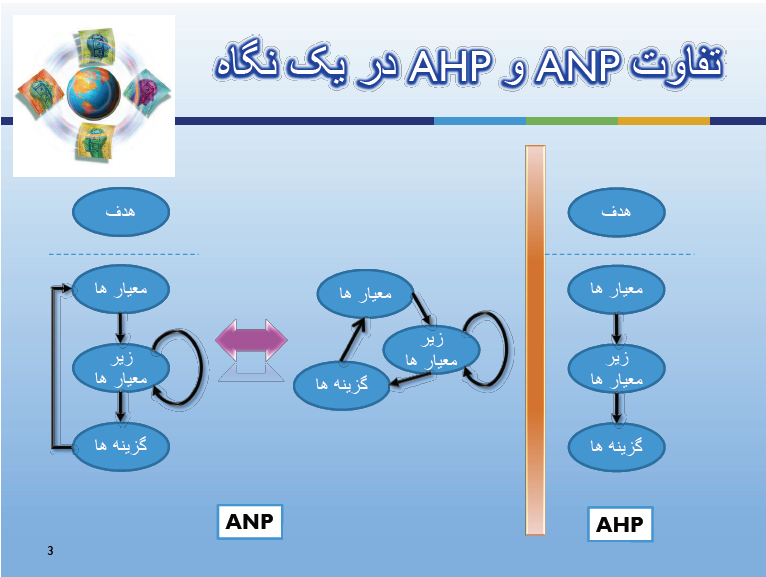 تفاوت ANP و AHP در یک نگاه
هدف
معیار ها
زیر
معیار ها
گزینه ها
AHP
معیار ها
زیر
معیار ها
گزینه ها
هدف
معیار ها
زیر
معیار ها
گزینه ها
ANP
3